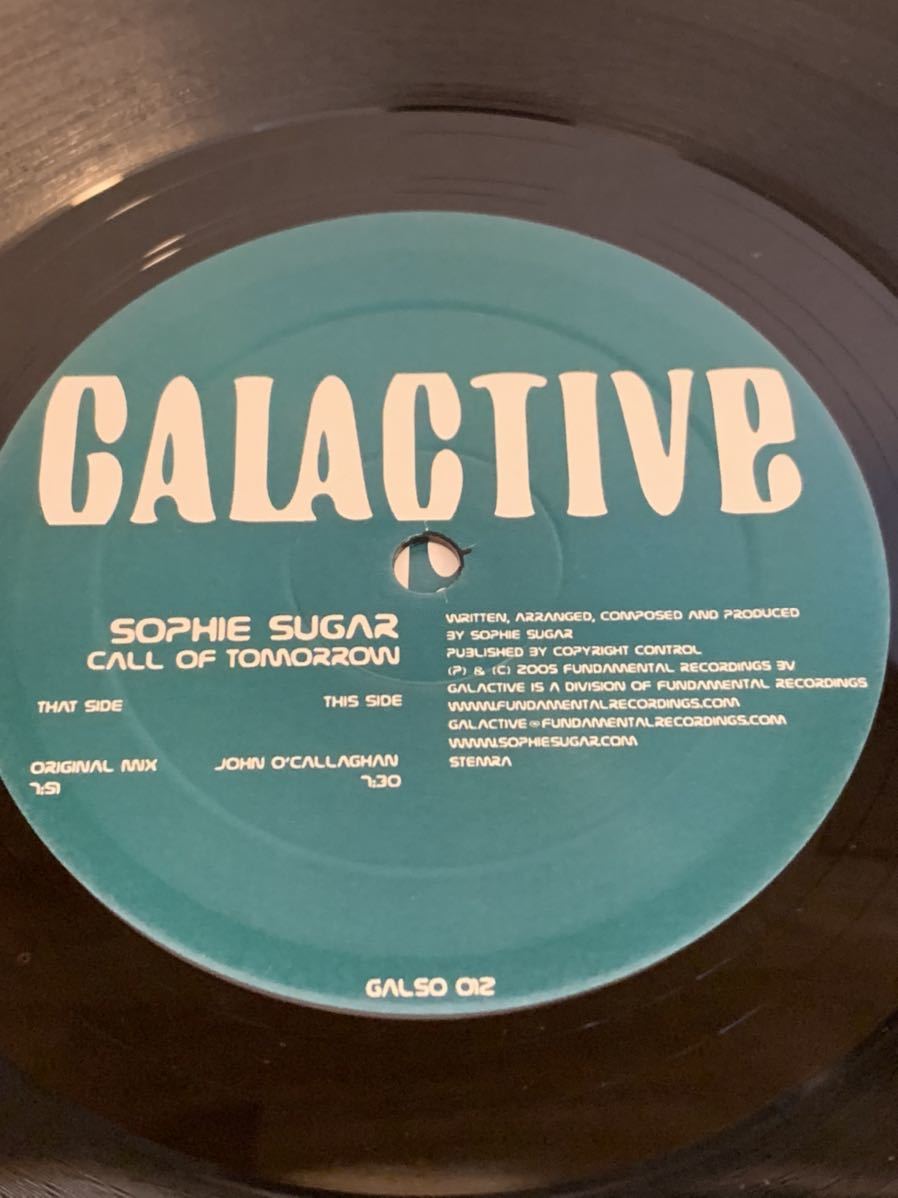 GALACTIVE
SOPHIE SUGAR
CALL OF TOMORROW
THAT SIDE
THIS SIDE
ORIGINAL MIX
7:51
JOHN O'CALLAGHAN
7:30
WRITTEN, ARRANGED, COMPOSED AND PRODUCED
BY SOPHIE SUGAR
PUBLISHED BY COPYRIGHT CONTROL
(P) & (C) 2005 FUNDAMENTAL RECORDINGS BV
GALACTIVE IS A DIVISION OF FUNDAMENTAL RECORDINGS
WWW.FUNDAMENTALRECORDINGS.COM
GALACTIVE@FUNDAMENTALRECORDINGS.COM
WWW.SOPHIESUGAR.COM
STEMRA
GALSO 012